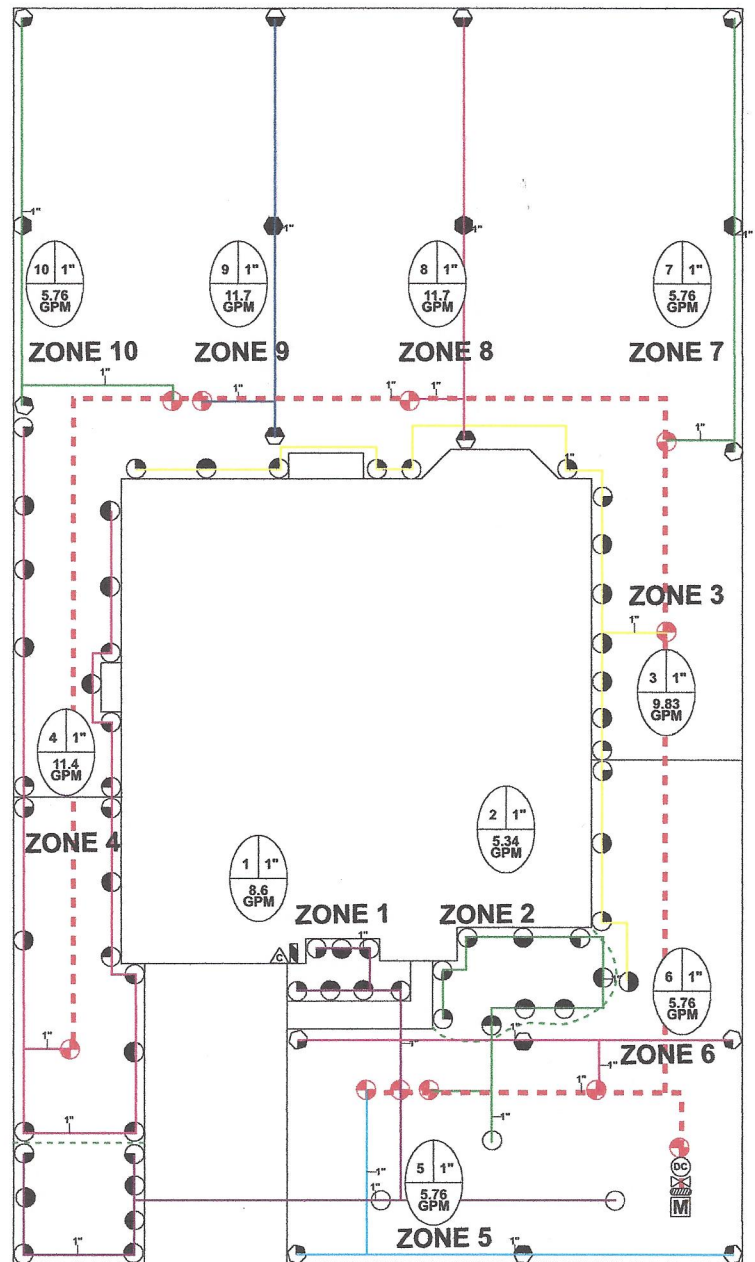 1"
1"
1"
1"
10 1"
5.76
GPM
9 1"
11.7
GPM
8 1"
11.7
GPM
7 1"
5.76
GPM
ZONE 10
ZONE 9
ZONE 8
ZONE 7
1"
1"
1"
1"
1"
1"
ZONE 3
1"
3 1"
9.83
GPM
4 1"
11.4
GPM
ZONE 4
2 1"
5.34
GPM
1 1"
8.6
GPM
ZONE 1
ZONE 2
1"
C
1"
6 1"
5.76
GPM
1"
1"
1"
ZONE 6
1"
1"
1"
1"
DC
M
5 1"
5.76
GPM
1"
ZONE 5
1"
1"